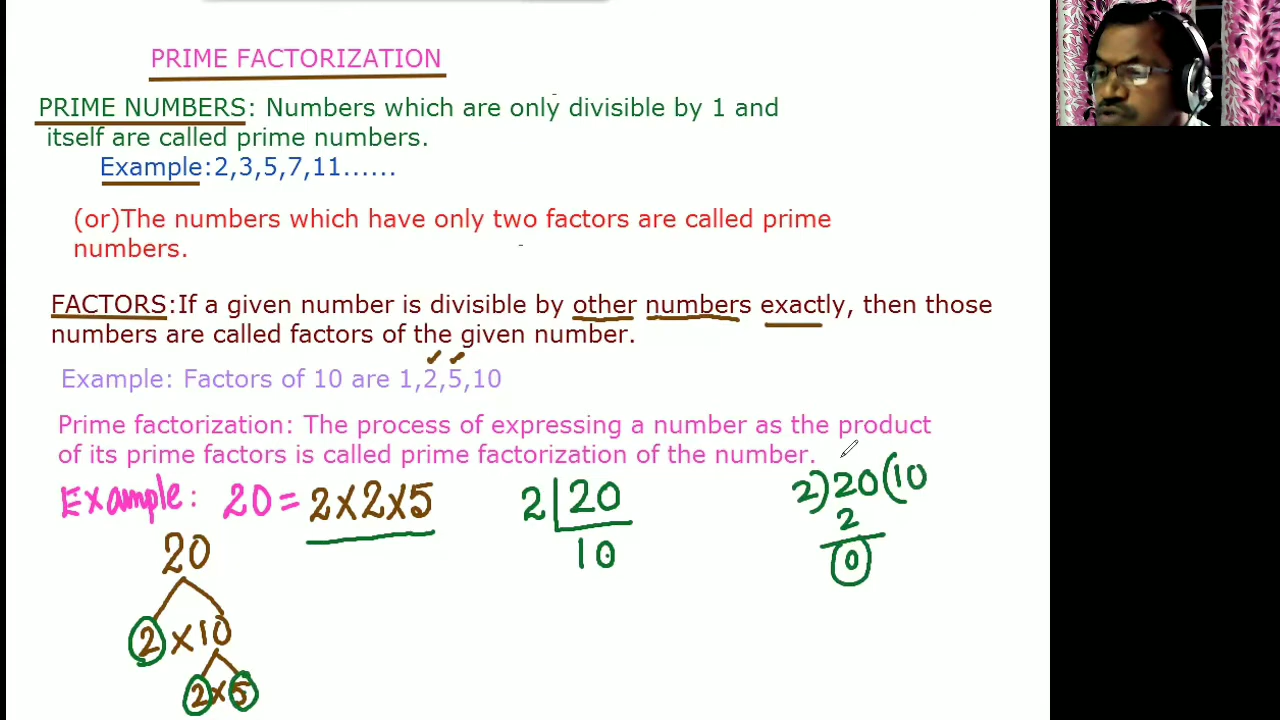 PRIME FACTORIZATION
PRIME NUMBERS: Numbers which are only divisible by 1 and
itself are called prime numbers.
Example:2,3,5,7,11......
(or)The numbers which have only two factors are called prime
numbers.
FACTORS:If a given number is divisible by other numbers exactly, then those
numbers are called factors of the given number.
Example: Factors of 10 are 1,2,5,10
Prime factorization: The process of expressing a number as the product
of its prime factors is called prime factorization of the number.
Example: 20 = 2×2×5
20
2 × 10
2 × 5
2 20
10
2)20(10
2
0